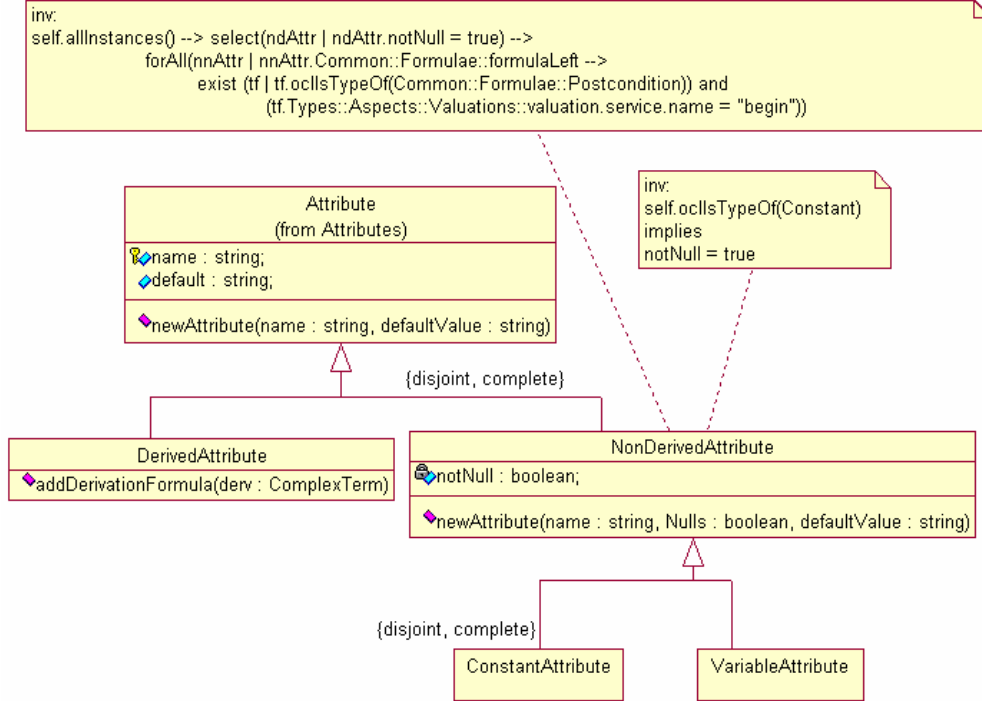 inv:
self.allInstances() --> select(ndAttr | ndAttr.notNull = true) -->
forAll(nnAttr | nnAttr.Common::Formulae::formulaLeft -->
exist (tf | tf.oclIsTypeOf(Common::Formulae::Postcondition)) and
(tf.Types::Aspects::Valuations::valuation.service.name = "begin"))
inv:
self.oclIsTypeOf(Constant)
implies
notNull = true
Attribute
(from Attributes)
name : string;
default : string;
newAttribute(name : string, defaultValue : string)
{disjoint, complete}
DerivedAttribute
addDerivationFormula(derv : ComplexTerm)
NonDerivedAttribute
notNull : boolean;
newAttribute(name : string, Nulls : boolean, defaultValue : string)
{disjoint, complete}
ConstantAttribute
VariableAttribute